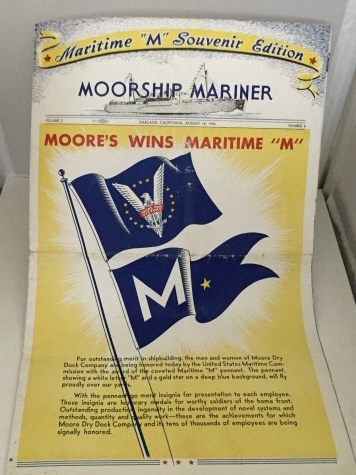 Maritime "M" Souvenir Edition
MOORSHIP MARINER
VOLUME 2 OAKLAND, CALIFORNIA, AUGUST 18, NUMBER
MOORE'S WINS MARITIME "M"
M
For outstanding merit in shipbuilding, the men and women of Moore Dry
Dock Company are being honored today by the United States Maritime Com-
mission with the award of the coveted Maritime "M" pennant. The pennant,
showing a white letter "M" and a gold star on a deep blue background, will fly
proudly over our yards.
With the pennant go merit insignia for presentation to each employee.
These insignia are honorary medals for worthy soldiers of the home front.
Outstanding production ingenuity in the development of novel systems and
methods, quantity and quality work—these are the achievements for which
Moore Dry Dock Company and its tens of thousands of employees are being
signally honored.